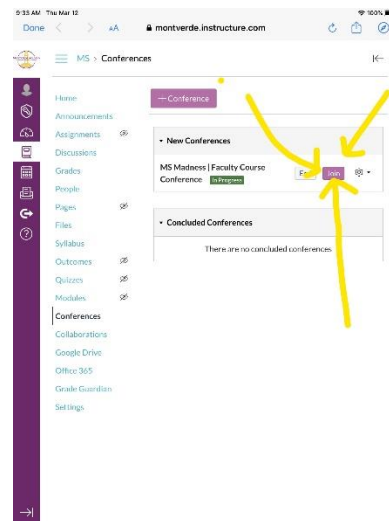 9:33 AM Thu Mar 12
100%
Done
AA
montverde.instructure.com
MS > Conferences
Home
Announcements
Assignments
Discussions
Grades
People
Pages
Files
Syllabus
Outcomes
Quizzes
Modules
Conferences
Collaborations
Google Drive
Office 365
Grade Guardian
Settings
+ Conference
New Conferences
MS Madness | Faculty Course
Conference In Progress
Join
Concluded Conferences
There are no concluded conferences